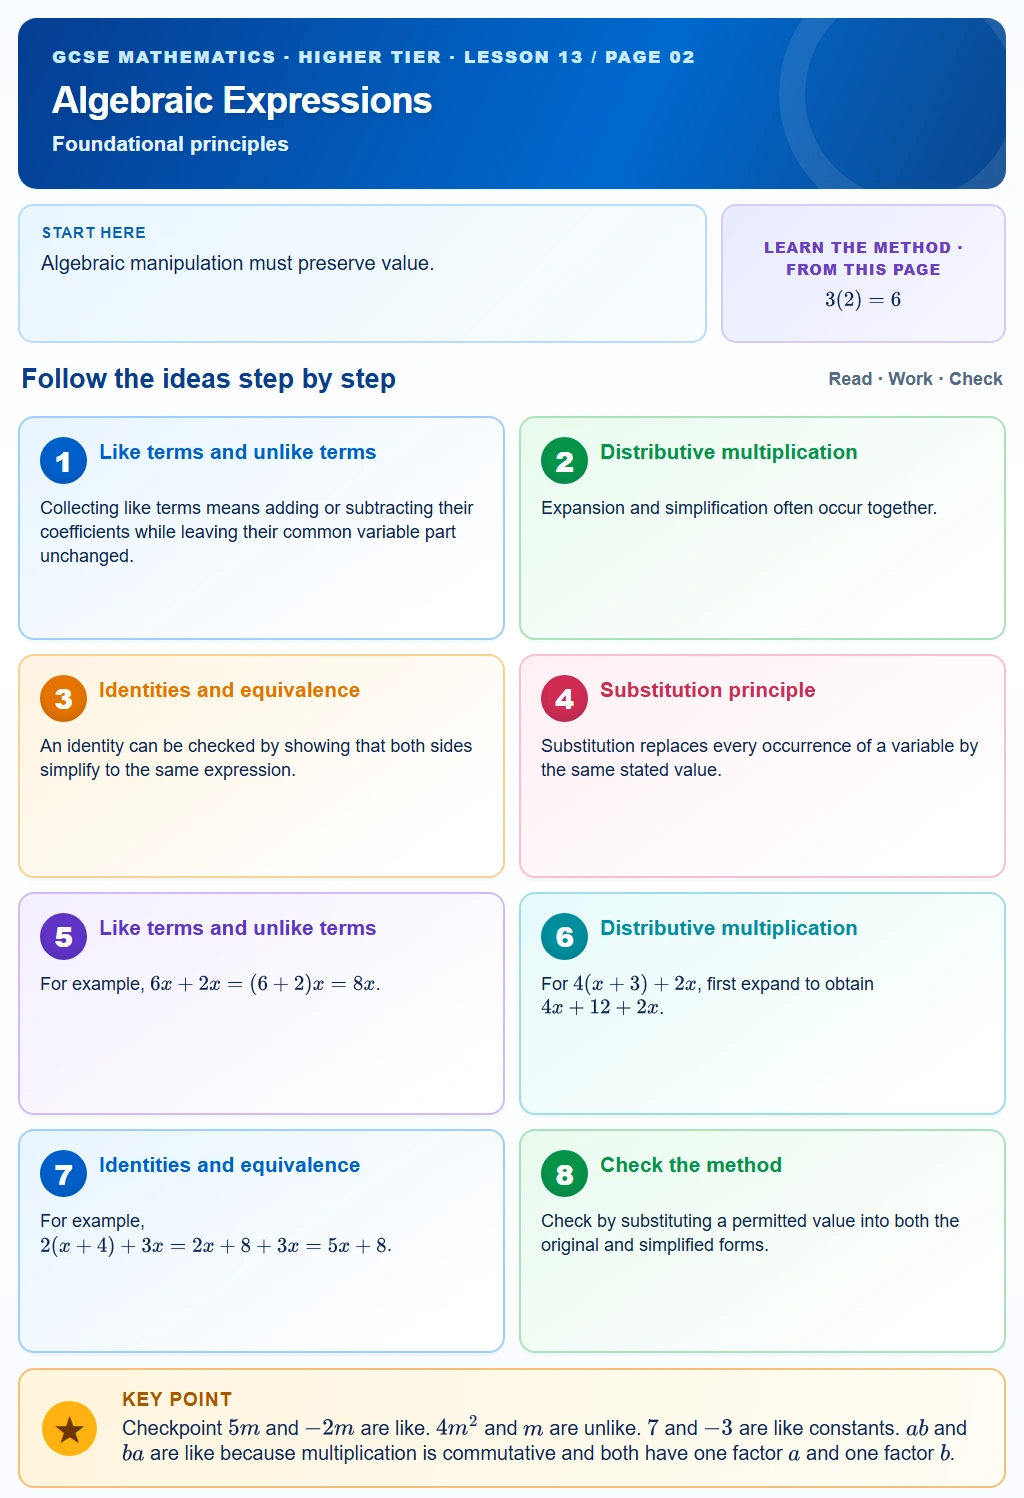 GCSE MATHEMATICS · HIGHER TIER · LESSON 13 / PAGE 02
Algebraic Expressions
Foundational principles
START HERE
Algebraic manipulation must preserve value.
LEARN THE METHOD ·
FROM THIS PAGE
3(2) = 6
Follow the ideas step by step
Read · Work · Check
1
Like terms and unlike terms
Collecting like terms means adding or subtracting their
coefficients while leaving their common variable part
unchanged.
2
Distributive multiplication
Expansion and simplification often occur together.
3
Identities and equivalence
An identity can be checked by showing that both sides
simplify to the same expression.
4
Substitution principle
Substitution replaces every occurrence of a variable by
the same stated value.
5
Like terms and unlike terms
For example, 6x + 2x = (6 + 2)x = 8x.
6
Distributive multiplication
For 4(x + 3) + 2x, first expand to obtain
4x + 12 + 2x.
7
Identities and equivalence
For example,
2(x + 4) + 3x = 2x + 8 + 3x = 5x + 8.
8
Check the method
Check by substituting a permitted value into both the
original and simplified forms.
KEY POINT
Checkpoint 5m and −2m are like. 4m² and m are unlike. 7 and −3 are like constants. ab and
ba are like because multiplication is commutative and both have one factor a and one factor b.